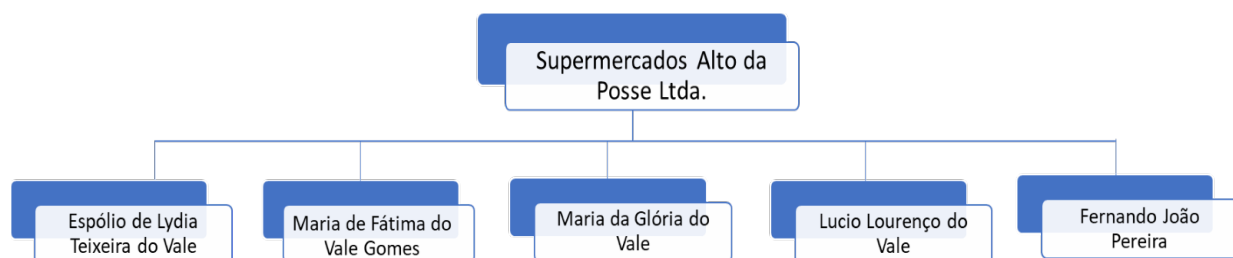 Supermercados Alto da
Posse Ltda.
Espólio de Lydia
Teixeira do Vale
Maria de Fátima do
Vale Gomes
Maria da Glória do
Vale
Lucio Lourenço do
Vale
Fernando João
Pereira